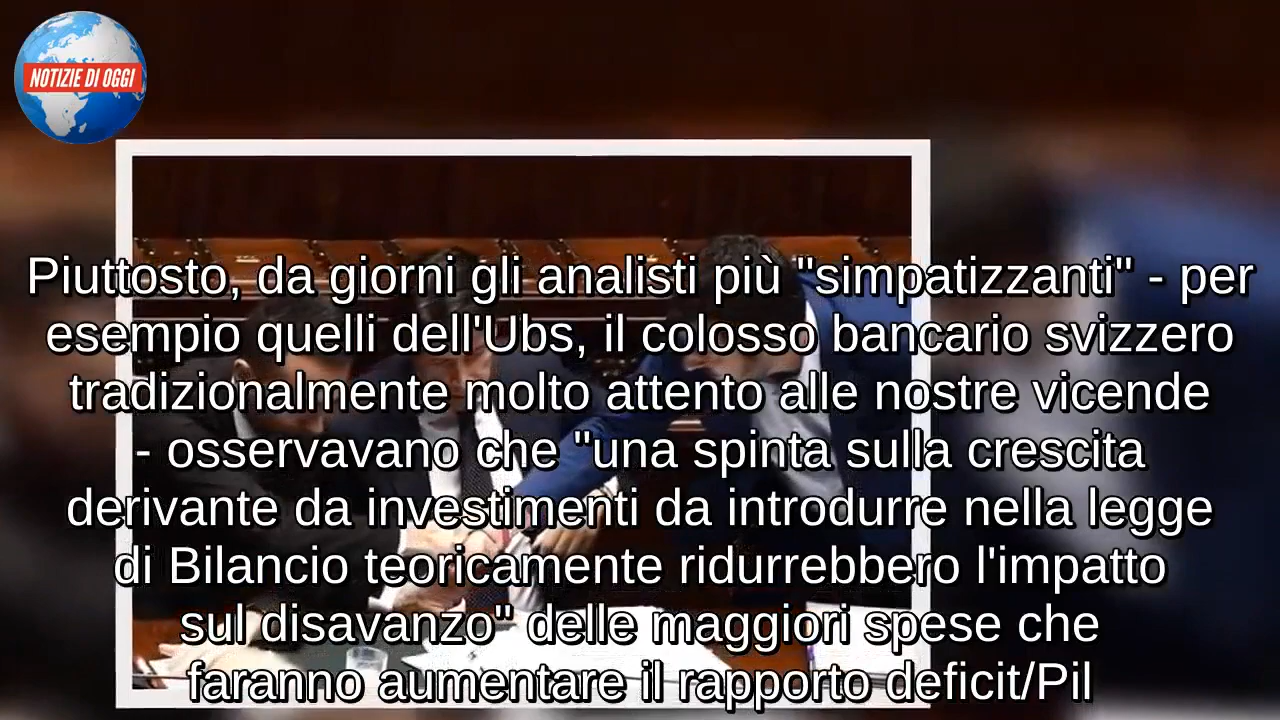 NOTIZIE DI OGGI
Piuttosto, da giorni gli analisti più "simpatizzanti" - per
esempio quelli dell'Ubs, il colosso bancario svizzero
tradizionalmente molto attento alle nostre vicende
- osservavano che "una spinta sulla crescita
derivante da investimenti da introdurre nella legge
di Bilancio teoricamente ridurrebbero l'impatto
sul disavanzo" delle maggiori spese che
faranno aumentare il rapporto deficit/Pil